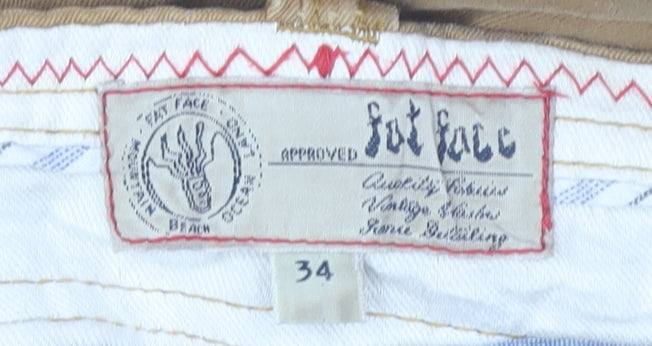 · FAT FACE · LAND · OCEAN · BEACH · MOUNTAIN
APPROVED fat face
Quality Fabrics
Vintage Washes
Iconic Detailing
34